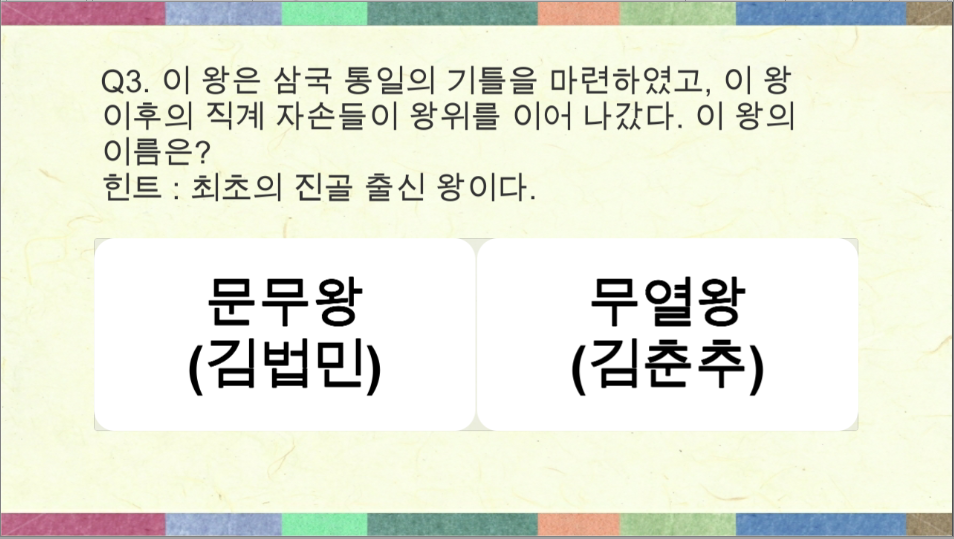 Q3. 이 왕은 삼국 통일의 기틀을 마련하였고, 이 왕
이후의 직계 자손들이 왕위를 이어 나갔다. 이 왕의
이름은?
힌트 : 최초의 진골 출신 왕이다.
문무왕
(김법민)
무열왕
(김춘추)